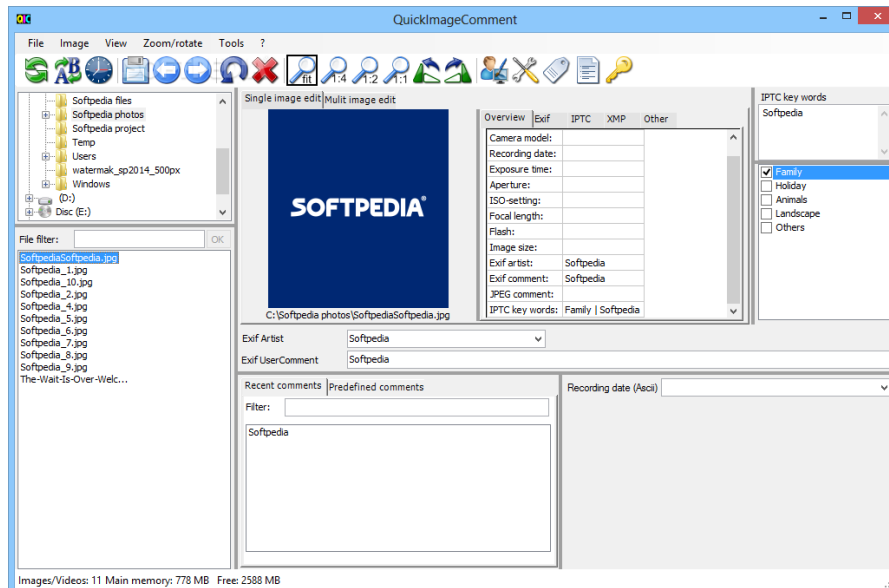 QuickImageComment
File Image View Zoom/rotate Tools ?
AB fit 1:4 1:2 1:1
Softpedia files
Softpedia photos
Softpedia project
Temp
Users
watermak_sp2014_500px
Windows
(D:)
Disc (E:)
File filter: OK
SoftpediaSoftpedia.jpg
Softpedia_1.jpg
Softpedia_10.jpg
Softpedia_2.jpg
Softpedia_4.jpg
Softpedia_5.jpg
Softpedia_6.jpg
Softpedia_7.jpg
Softpedia_8.jpg
Softpedia_9.jpg
The-Wait-Is-Over-Welc...
Single image edit Mulit image edit
SOFTPEDIA®
C:\Softpedia photos\SoftpediaSoftpedia.jpg
Overview Exif IPTC XMP Other
Camera model:
Recording date:
Exposure time:
Aperture:
ISO-setting:
Focal length:
Flash:
Image size:
Exif artist: Softpedia
Exif comment: Softpedia
JPEG comment:
IPTC key words: Family | Softpedia
IPTC key words
Softpedia
Family
Holiday
Animals
Landscape
Others
Exif Artist Softpedia
Exif UserComment Softpedia
Recent comments Predefined comments
Filter:
Softpedia
Recording date (Ascii)
Images/Videos: 11 Main memory: 778 MB Free: 2588 MB